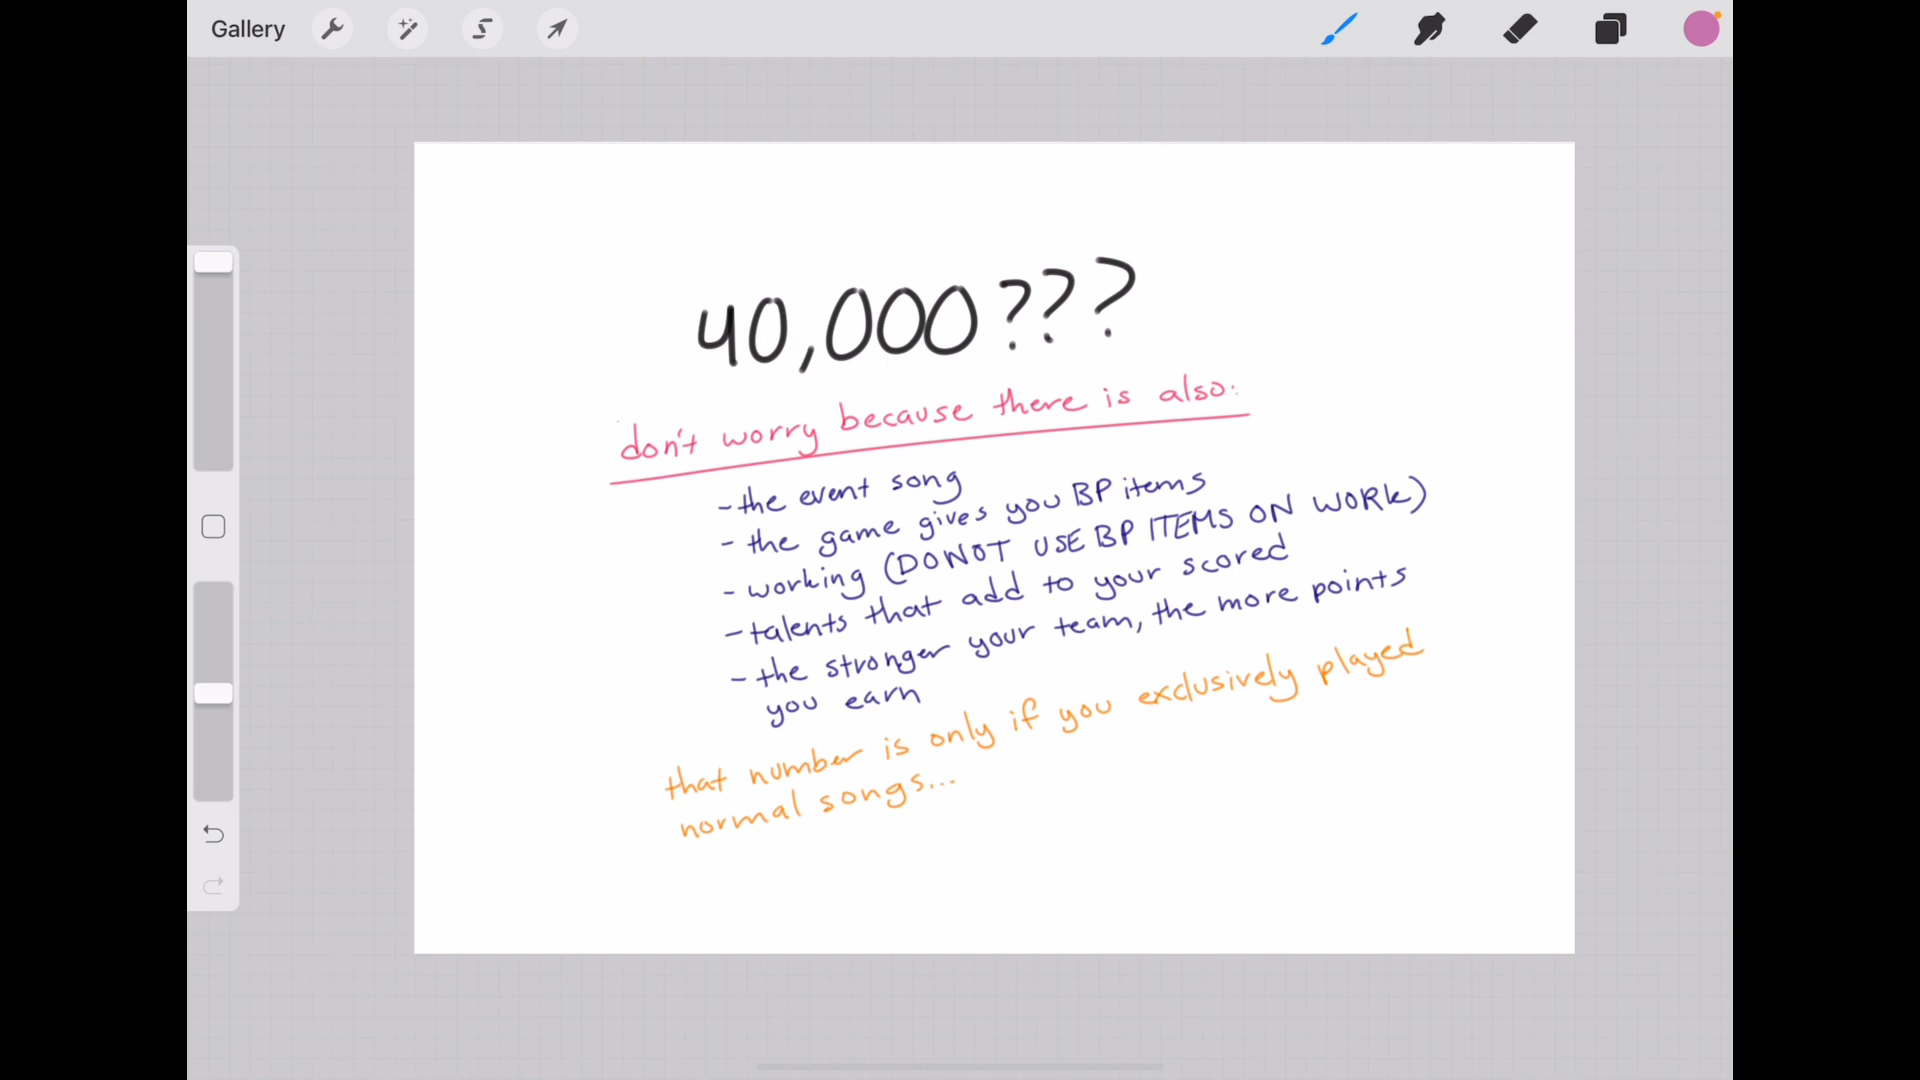 Gallery
40,000???
don't worry because there is also:
- the event song
- the game gives you BP items
- working (DO NOT USE BP ITEMS ON WORK)
- talents that add to your scored
- the stronger your team, the more points
you earn
that number is only if you exclusively played
normal songs...